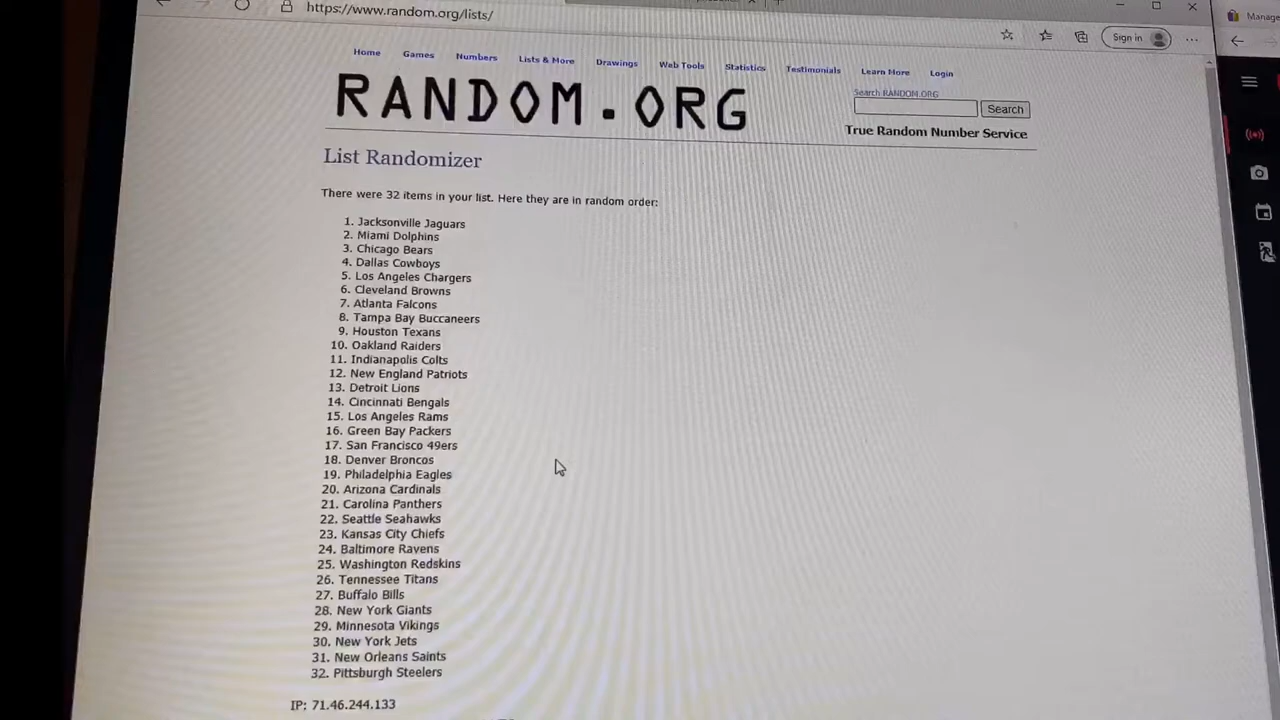 https://www.random.org/lists/
Manage
Sign in
Home Games Numbers Lists & More Drawings Web Tools Statistics Testimonials Learn More Login
RANDOM.ORG
Search RANDOM.ORG
Search
True Random Number Service
List Randomizer
There were 32 items in your list. Here they are in random order:
1. Jacksonville Jaguars
2. Miami Dolphins
3. Chicago Bears
4. Dallas Cowboys
5. Los Angeles Chargers
6. Cleveland Browns
7. Atlanta Falcons
8. Tampa Bay Buccaneers
9. Houston Texans
10. Oakland Raiders
11. Indianapolis Colts
12. New England Patriots
13. Detroit Lions
14. Cincinnati Bengals
15. Los Angeles Rams
16. Green Bay Packers
17. San Francisco 49ers
18. Denver Broncos
19. Philadelphia Eagles
20. Arizona Cardinals
21. Carolina Panthers
22. Seattle Seahawks
23. Kansas City Chiefs
24. Baltimore Ravens
25. Washington Redskins
26. Tennessee Titans
27. Buffalo Bills
28. New York Giants
29. Minnesota Vikings
30. New York Jets
31. New Orleans Saints
32. Pittsburgh Steelers
IP: 71.46.244.133